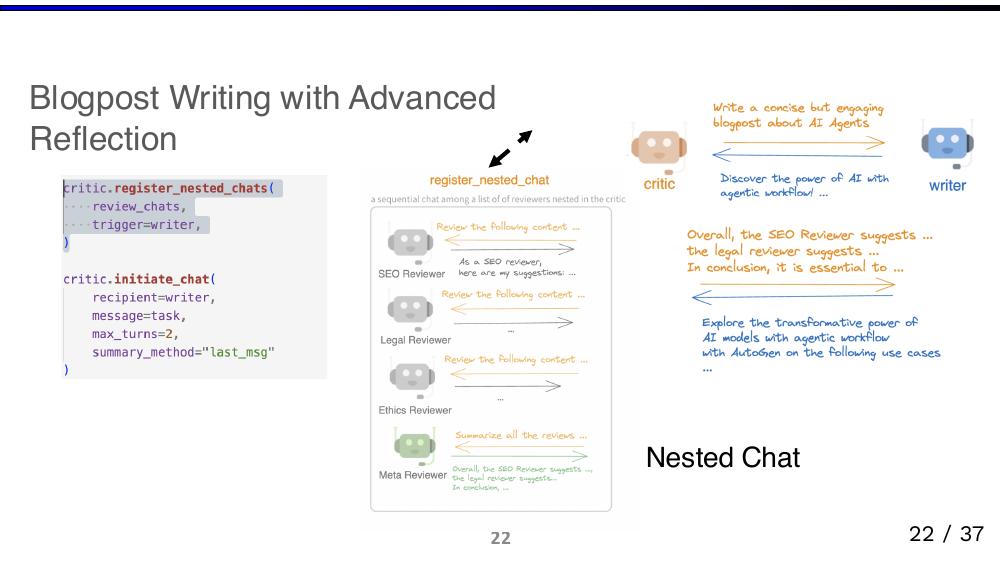 Blogpost Writing with Advanced
Reflection
critic.register_nested_chats(
····review_chats,
····trigger=writer,
)
critic.initiate_chat(
    recipient=writer,
    message=task,
    max_turns=2,
    summary_method="last_msg"
)
register_nested_chat
a sequential chat among a list of of reviewers nested in the critic
Review the following content ...
As a SEO reviewer,
here are my suggestions: ...
SEO Reviewer
Review the following content ...
...
Legal Reviewer
Review the following content ...
...
Ethics Reviewer
Summarize all the reviews ...
Meta Reviewer
Overall, the SEO Reviewer suggests ...,
the legal reviewer suggests...
In conclusion, ...
Write a concise but engaging
blogpost about AI Agents
critic
Discover the power of AI with
agentic workflow! ...
writer
Overall, the SEO Reviewer suggests ...
the legal reviewer suggests ...
In conclusion, it is essential to ...
Explore the transformative power of
AI models with agentic workflow
with AutoGen on the following use cases
...
Nested Chat
22
22 / 37